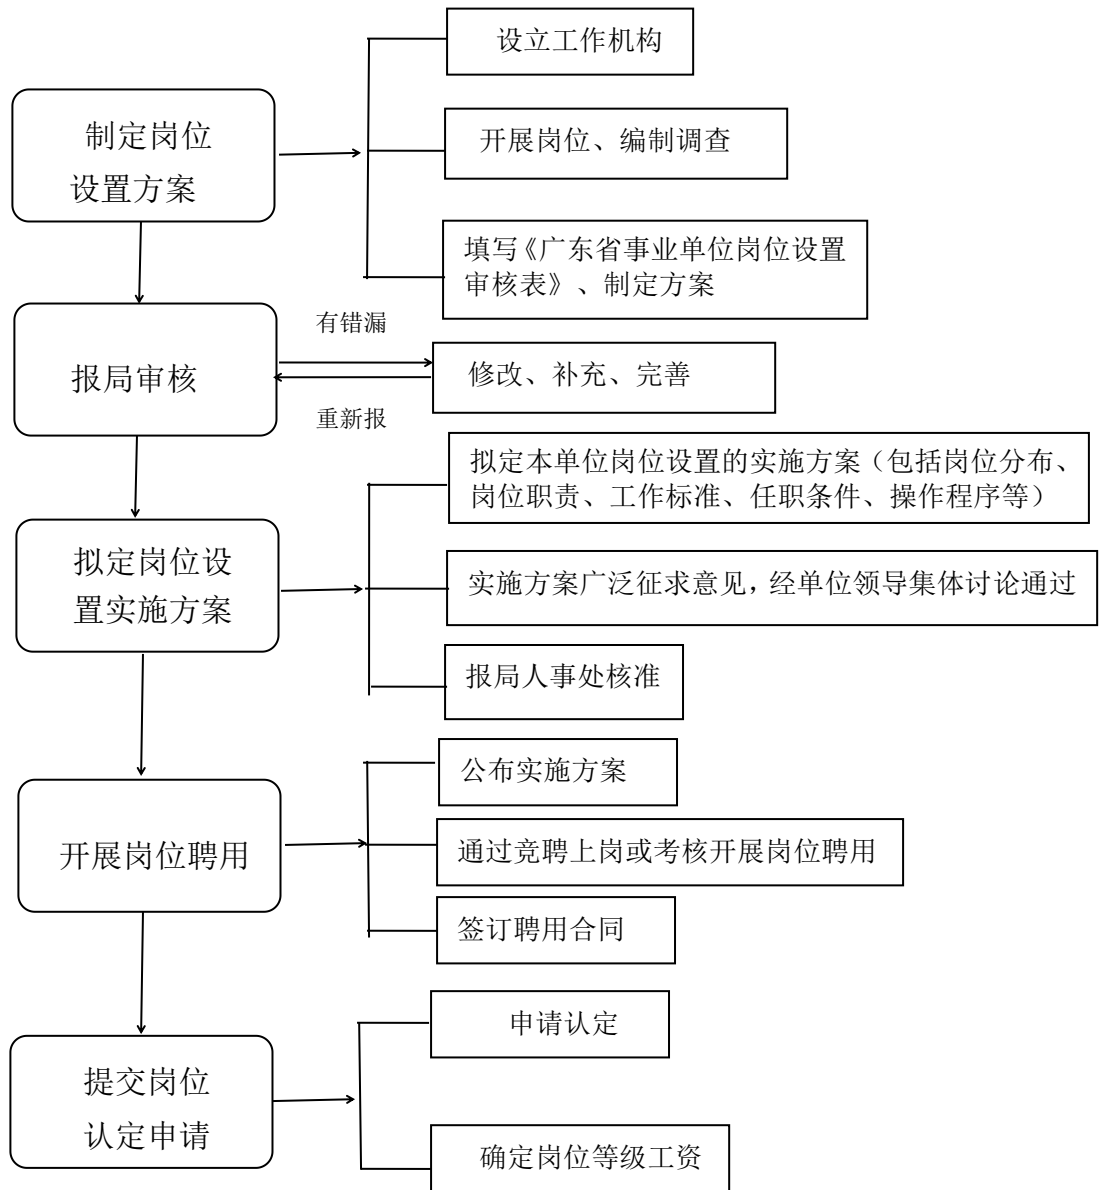 设立工作机构
制定岗位
设置方案
开展岗位、编制调查
填写《广东省事业单位岗位设置
审核表》、制定方案
报局审核
有错漏
重新报
修改、补充、完善
拟定岗位设
置实施方案
拟定本单位岗位设置的实施方案（包括岗位分布、
岗位职责、工作标准、任职条件、操作程序等）
实施方案广泛征求意见，经单位领导集体讨论通过
报局人事处核准
开展岗位聘用
公布实施方案
通过竞聘上岗或考核开展岗位聘用
签订聘用合同
提交岗位
认定申请
申请认定
确定岗位等级工资